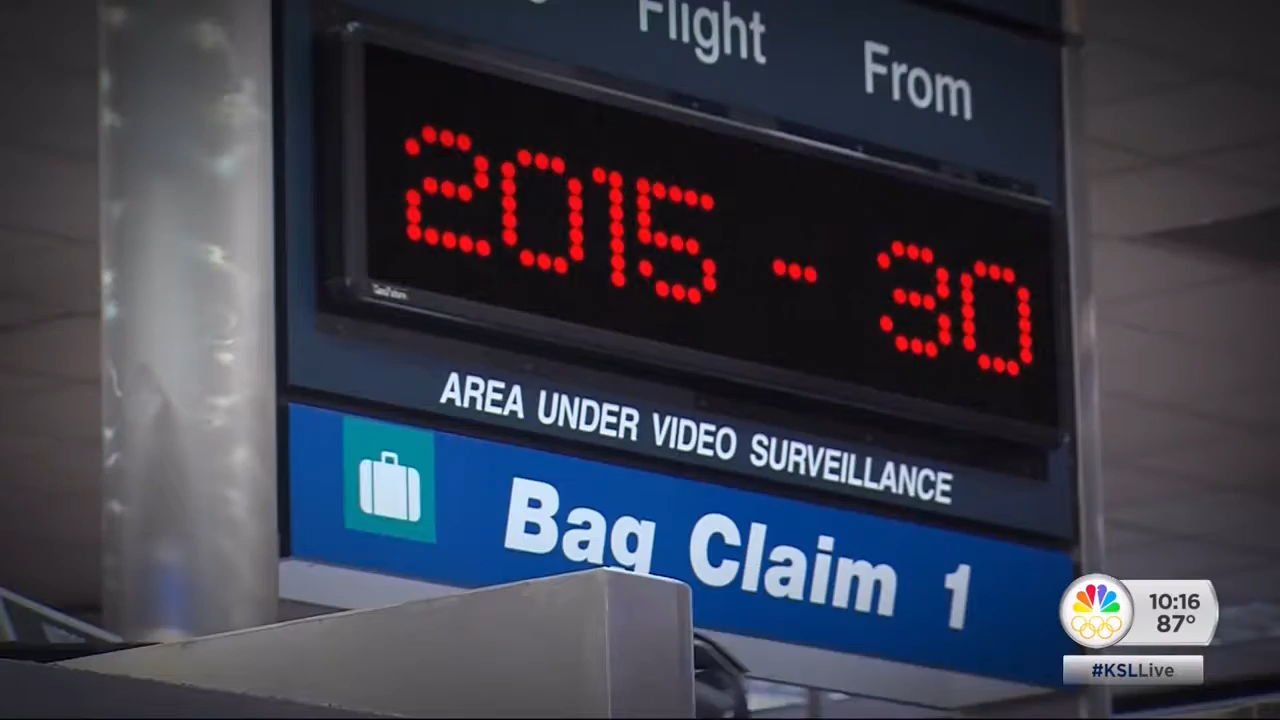 Flight From
2015 - 30
AREA UNDER VIDEO SURVEILLANCE
Bag Claim 1
10:16
87°
#KSLLive